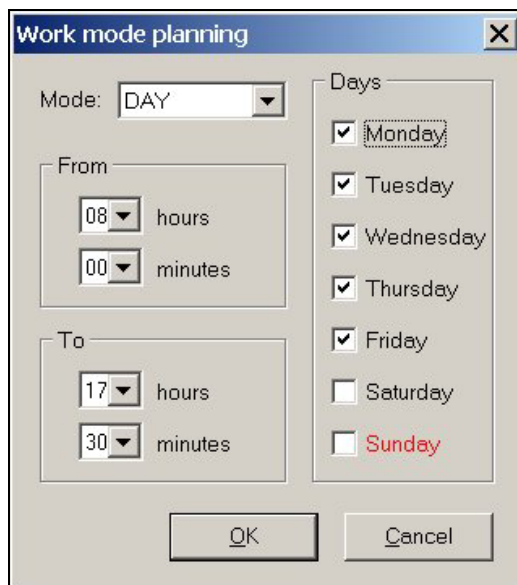 Work mode planning
Mode: DAY
From
08 hours
00 minutes
To
17 hours
30 minutes
Days
Monday
Tuesday
Wednesday
Thursday
Friday
Saturday
Sunday
OK
Cancel